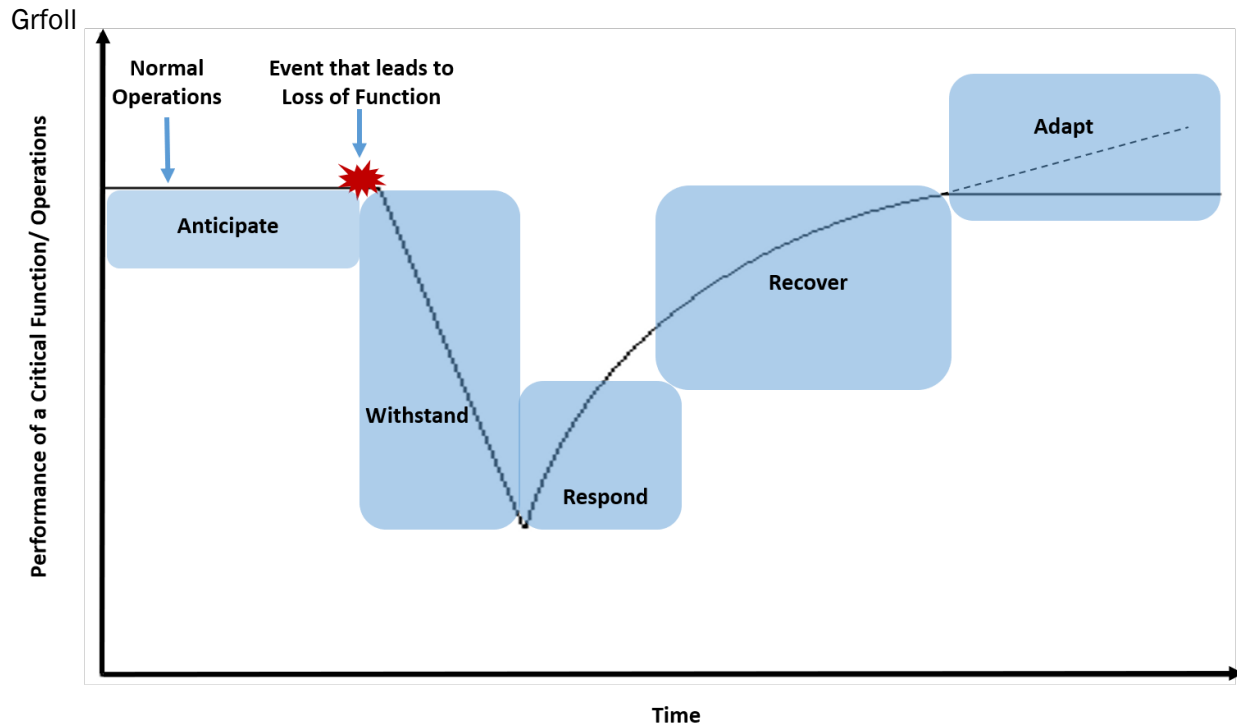 Grfoll
Normal
Operations
Event that leads to
Loss of Function
Adapt
Anticipate
Recover
Withstand
Respond
Performance of a Critical Function/ Operations
Time